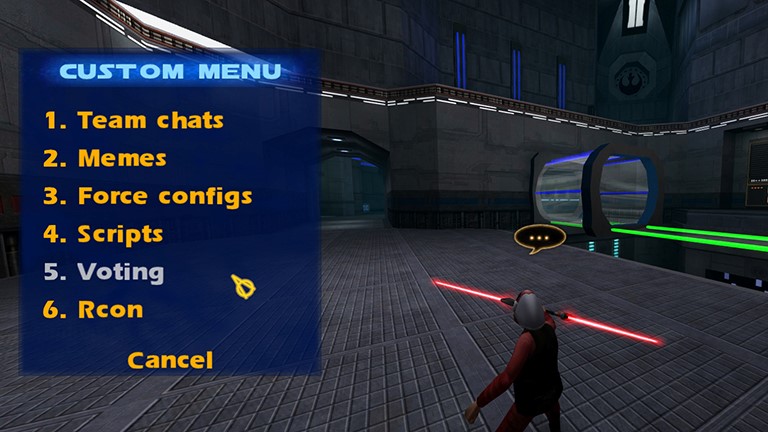 CUSTOM MENU
1. Team chats
2. Memes
3. Force configs
4. Scripts
5. Voting
6. Rcon
Cancel